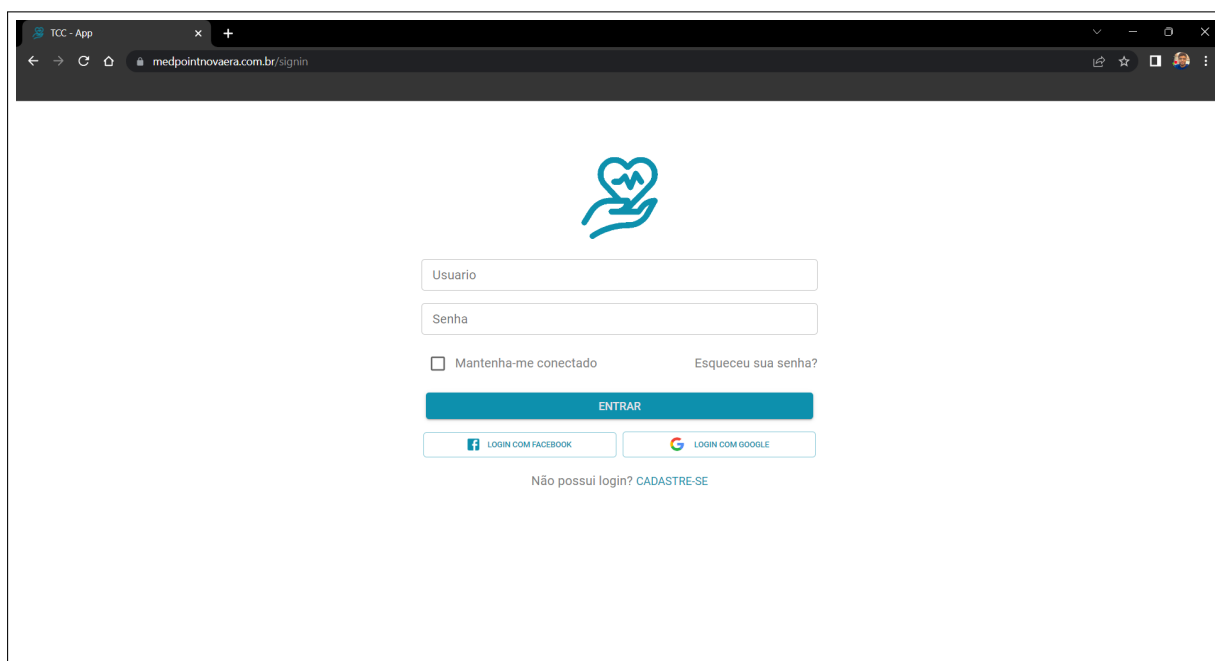 TCC - App
medpointnovaera.com.br/signin
Usuario
Senha
Mantenha-me conectado Esqueceu sua senha?
ENTRAR
LOGIN COM FACEBOOK LOGIN COM GOOGLE
Não possui login? CADASTRE-SE